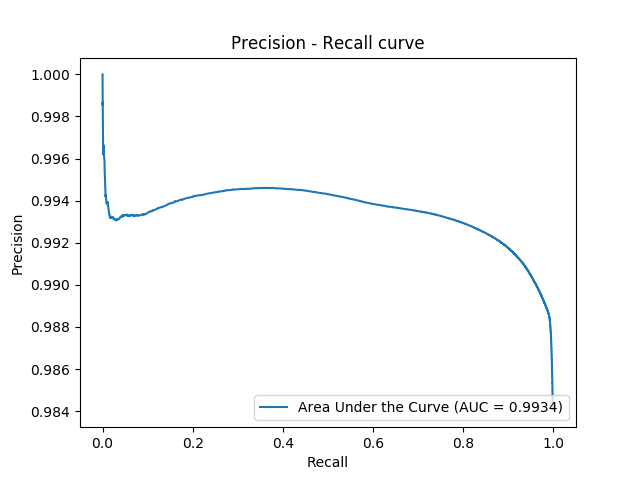 Precision - Recall curve
1.000
0.998
0.996
0.994
0.992
0.990
0.988
0.986
0.984
Precision
Area Under the Curve (AUC = 0.9934)
0.0 0.2 0.4 0.6 0.8 1.0
Recall